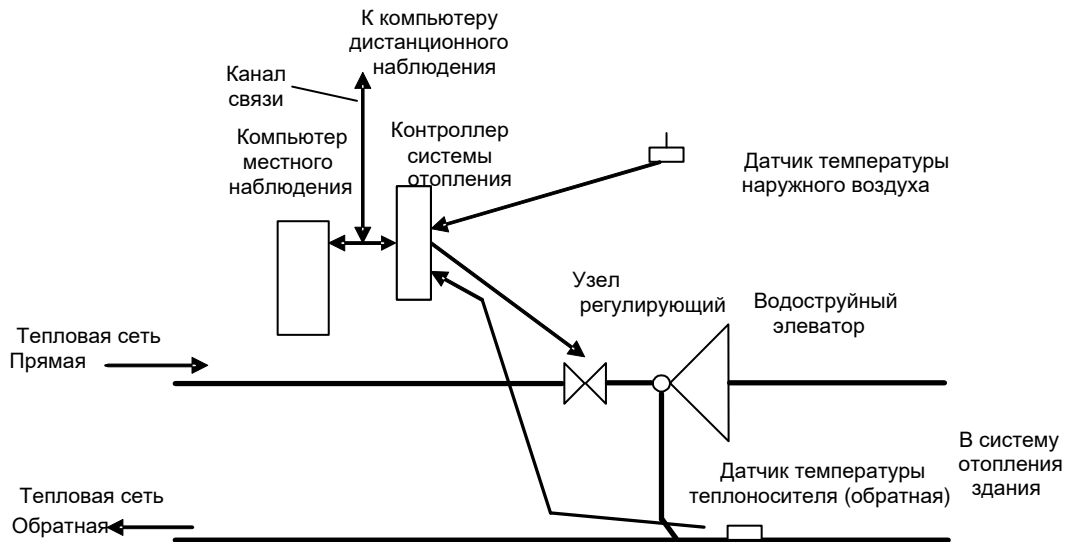 К компьютеру
дистанционного
наблюдения
Канал
связи
Компьютер
местного
наблюдения
Контроллер
системы
отопления
Датчик температуры
наружного воздуха
Узел
регулирующий
Водоструйный
элеватор
Тепловая сеть
Прямая
В систему
отопления
здания
Датчик температуры
теплоносителя (обратная)
Тепловая сеть
Обратная